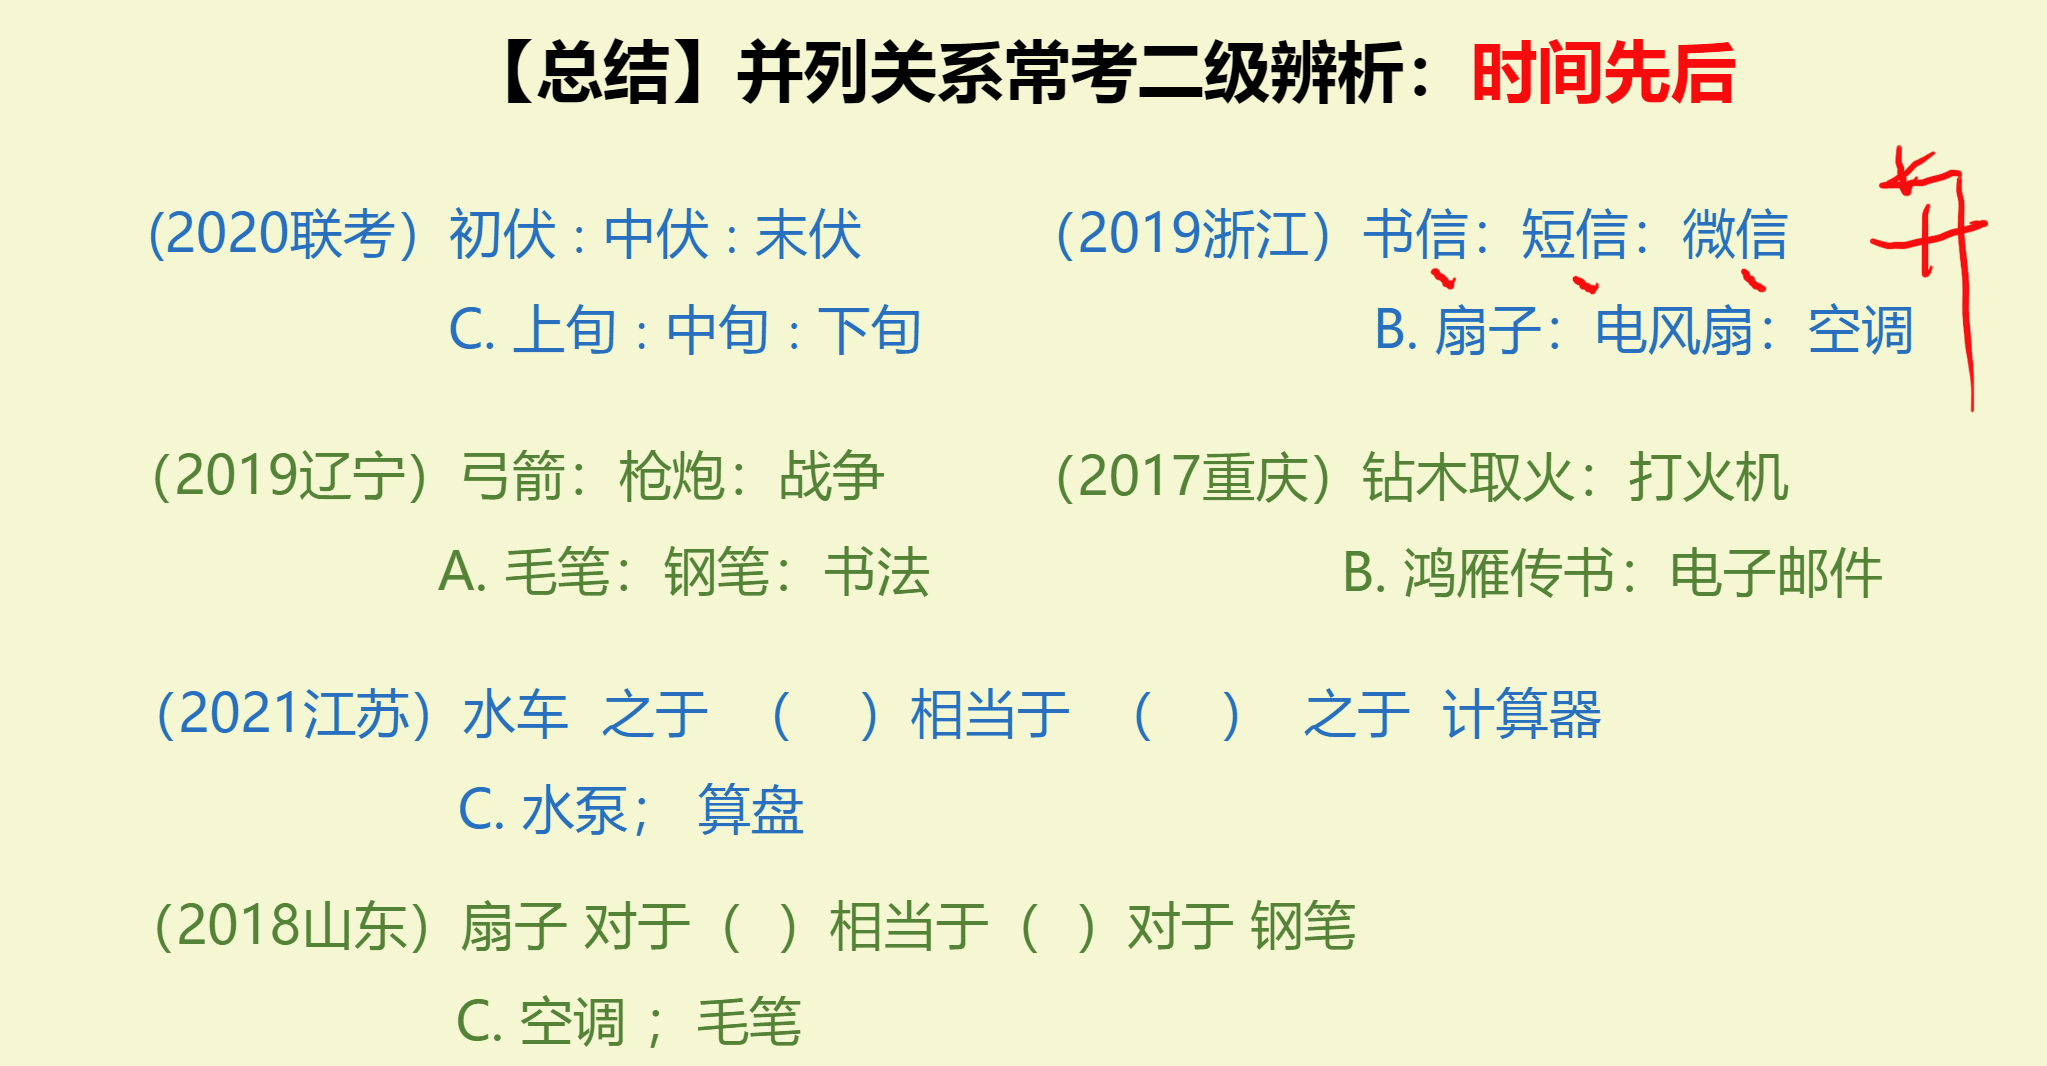 【总结】并列关系常考二级辨析：时间先后
（2020联考）初伏 : 中伏 : 末伏
C. 上旬 : 中旬 : 下旬
（2019浙江）书信：短信：微信
B. 扇子：电风扇：空调
（2019辽宁）弓箭：枪炮：战争
A. 毛笔：钢笔：书法
（2017重庆）钻木取火：打火机
B. 鸿雁传书：电子邮件
（2021江苏）水车 之于 （ ）相当于 （ ） 之于 计算器
C. 水泵； 算盘
（2018山东）扇子 对于（ ）相当于（ ）对于 钢笔
C. 空调 ；毛笔